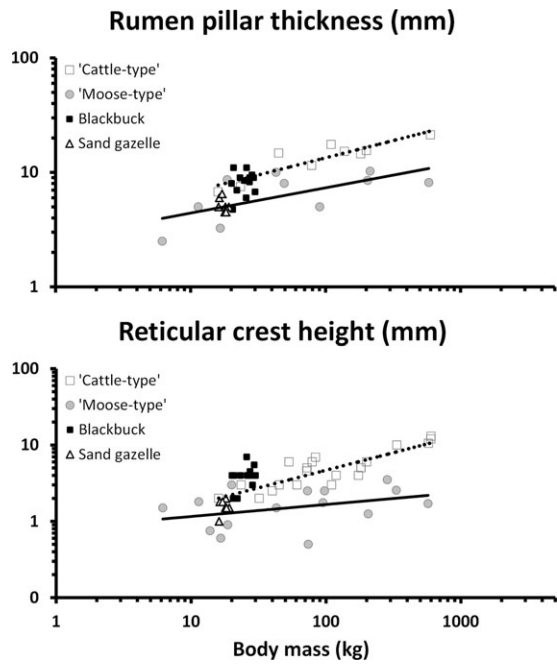 Rumen pillar thickness (mm)
100
'Cattle-type'
'Moose-type'
Blackbuck
Sand gazelle
10
1
Reticular crest height (mm)
100
'Cattle-type'
'Moose-type'
Blackbuck
Sand gazelle
10
1
0
1 10 100 1000
Body mass (kg)